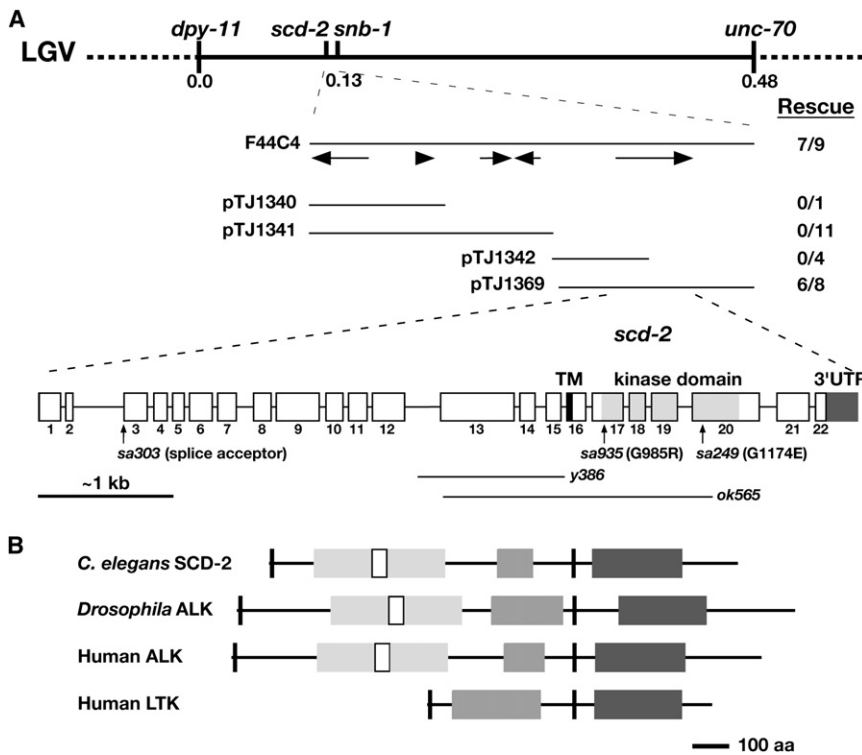 A
dpy-11 scd-2 snb-1 unc-70
LGV
0.0 0.13 0.48
Rescue
F44C4 7/9
pTJ1340 0/1
pTJ1341 0/11
pTJ1342 0/4
pTJ1369 6/8
scd-2
TM kinase domain 3'UTR
1 2 3 4 5 6 7 8 9 10 11 12 13 14 15 16 17 18 19 20 21 22
sa303 (splice acceptor) sa935 (G985R) sa249 (G1174E)
y386
~1 kb
ok565
B
C. elegans SCD-2
Drosophila ALK
Human ALK
Human LTK
100 aa